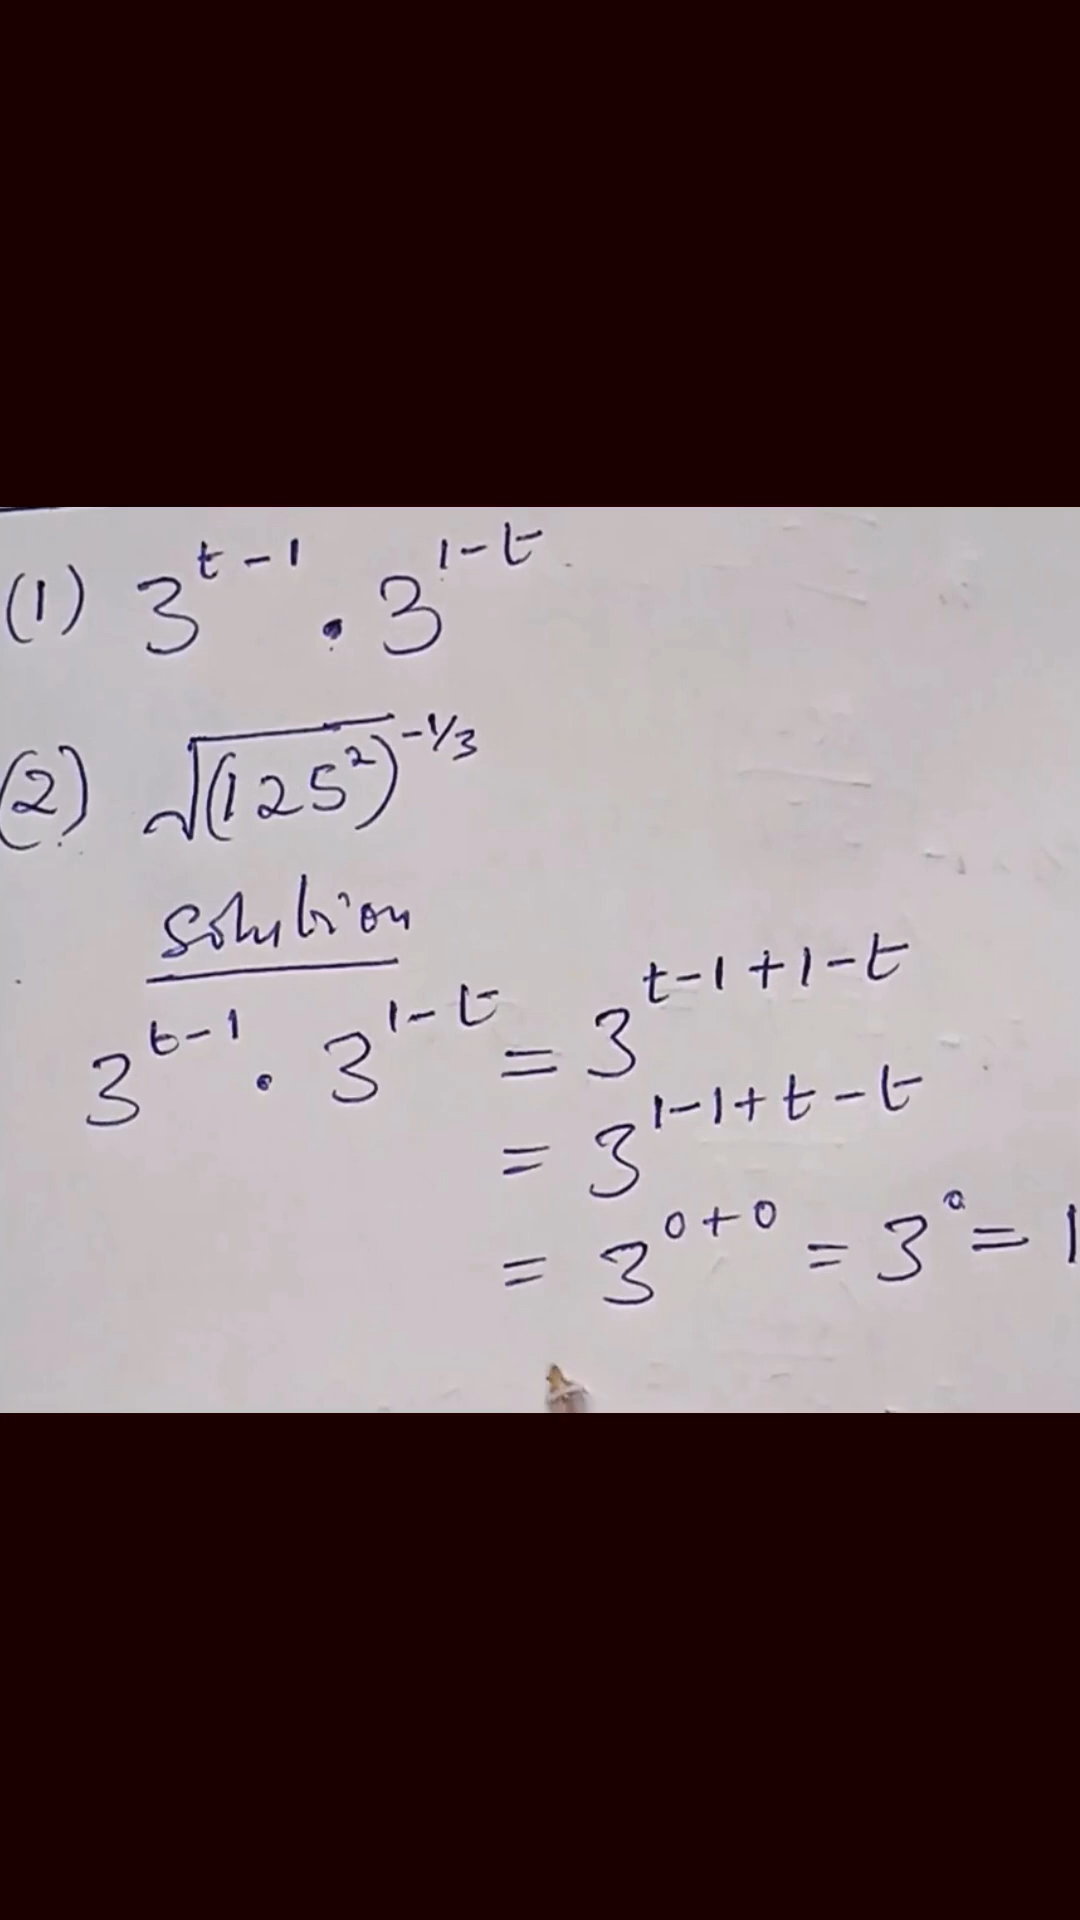 (1) 3^(t-1) · 3^(1-t)
(2) √(125²)^(-1/3)
Solution
3^(t-1) · 3^(1-t) = 3^(t-1+1-t)
= 3^(1-1+t-t)
= 3^(0+0) = 3^0 = 1